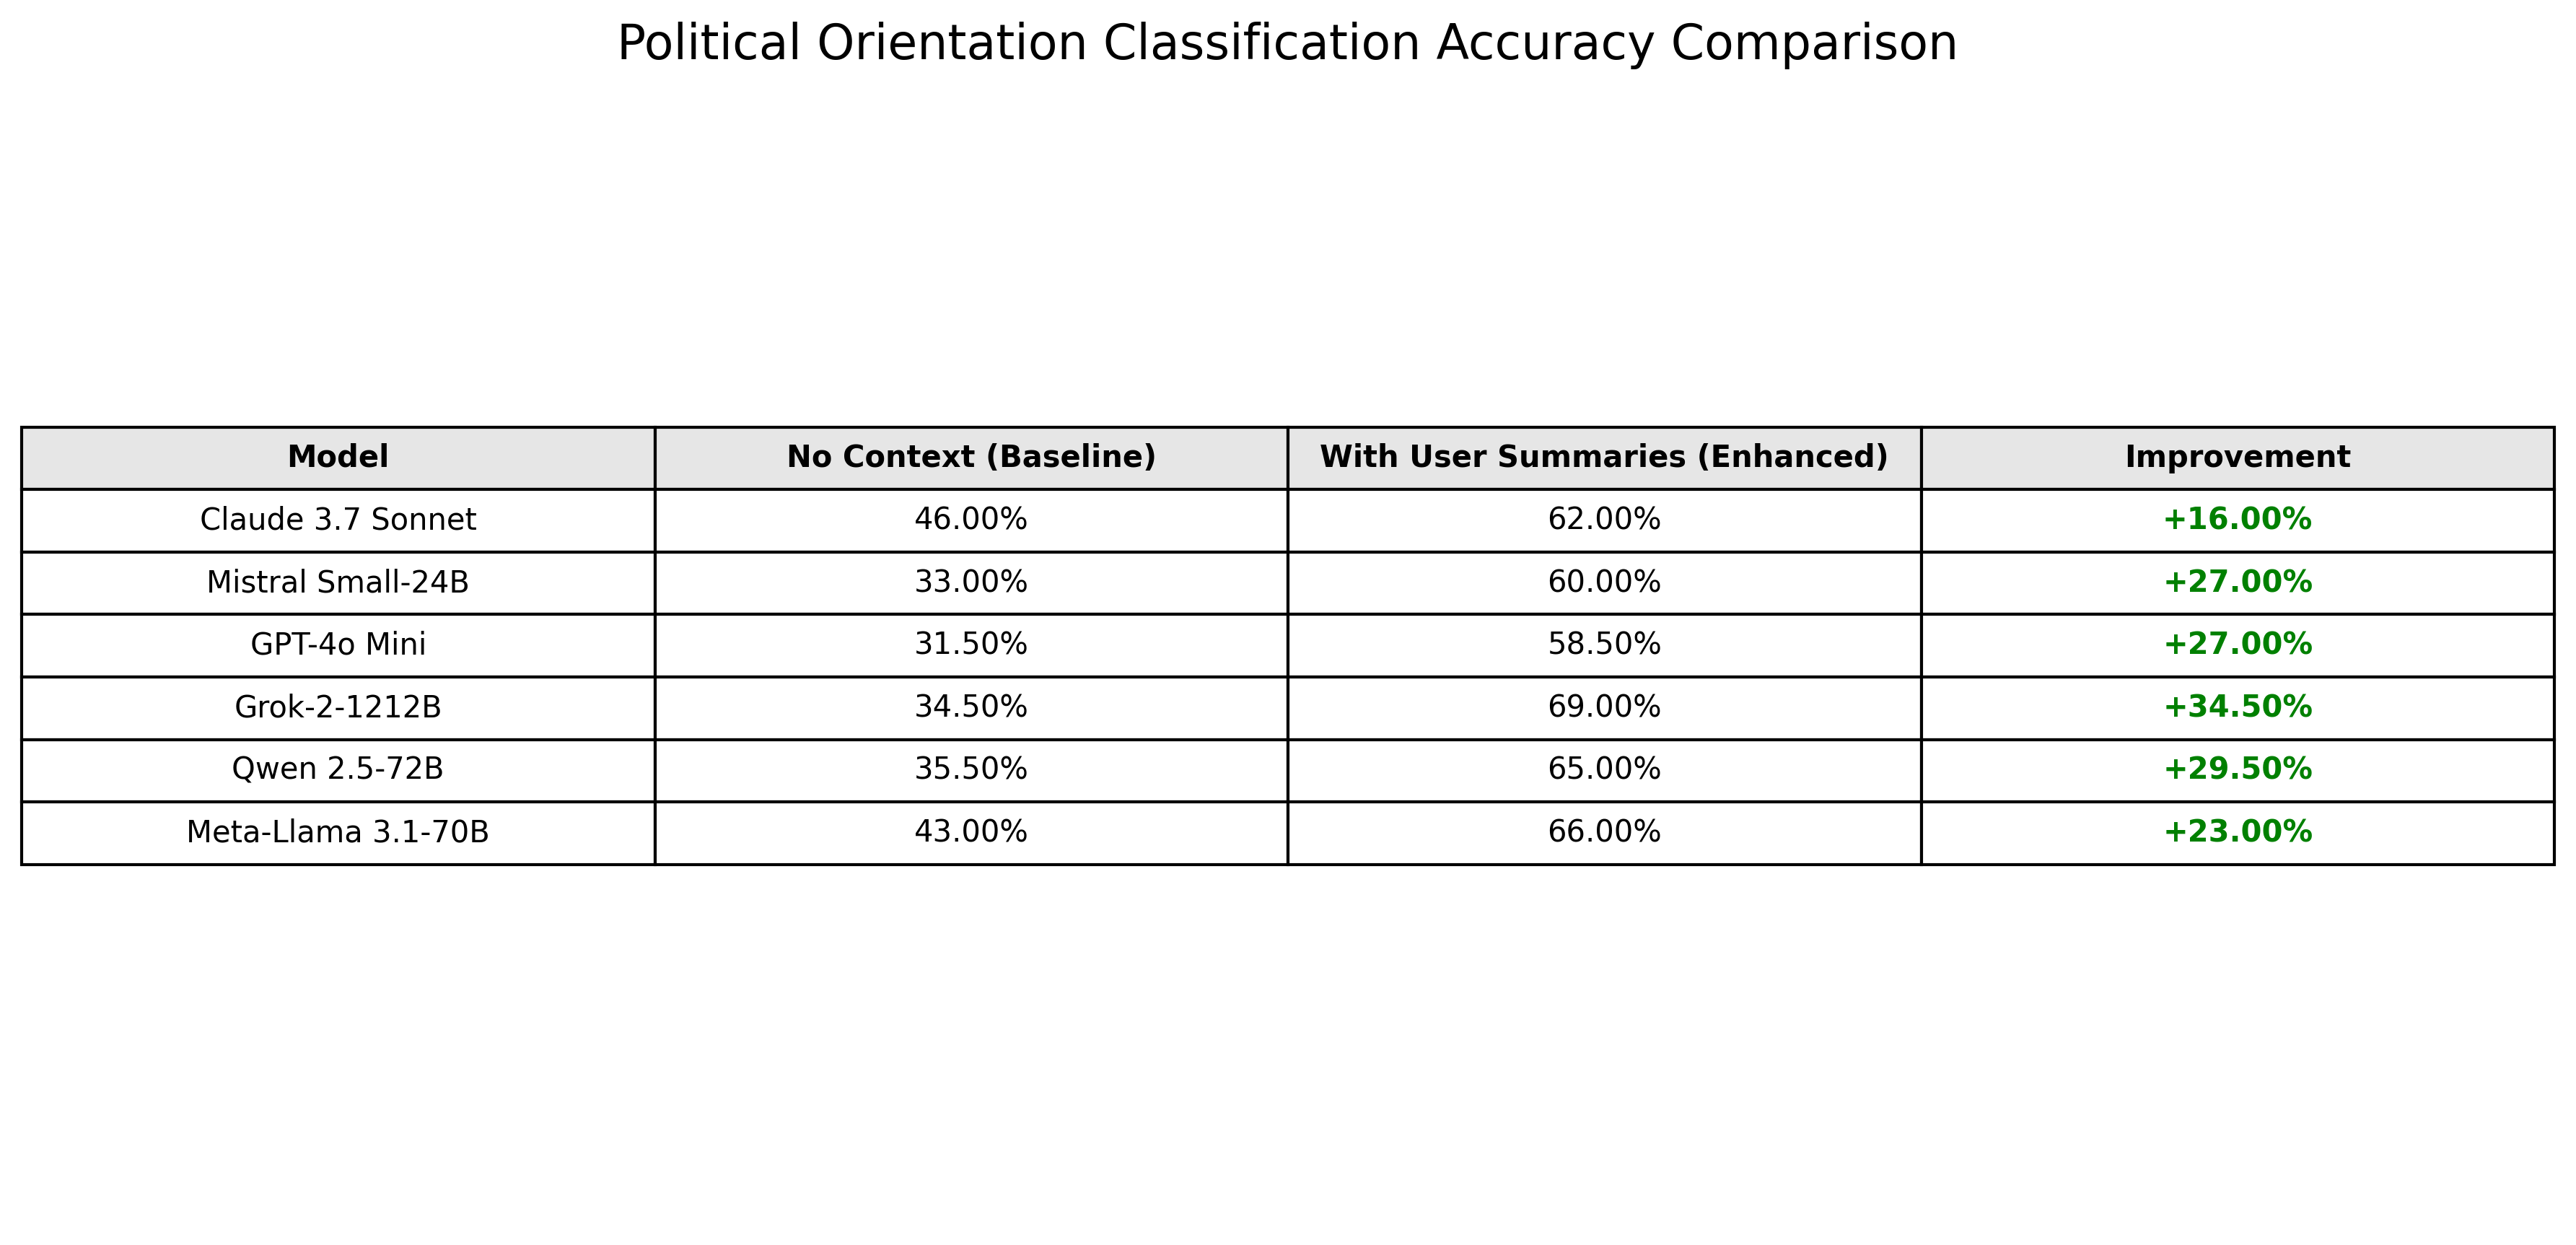 Political Orientation Classification Accuracy Comparison
Model No Context (Baseline) With User Summaries (Enhanced) Improvement
Claude 3.7 Sonnet 46.00% 62.00% +16.00%
Mistral Small-24B 33.00% 60.00% +27.00%
GPT-4o Mini 31.50% 58.50% +27.00%
Grok-2-1212B 34.50% 69.00% +34.50%
Qwen 2.5-72B 35.50% 65.00% +29.50%
Meta-Llama 3.1-70B 43.00% 66.00% +23.00%